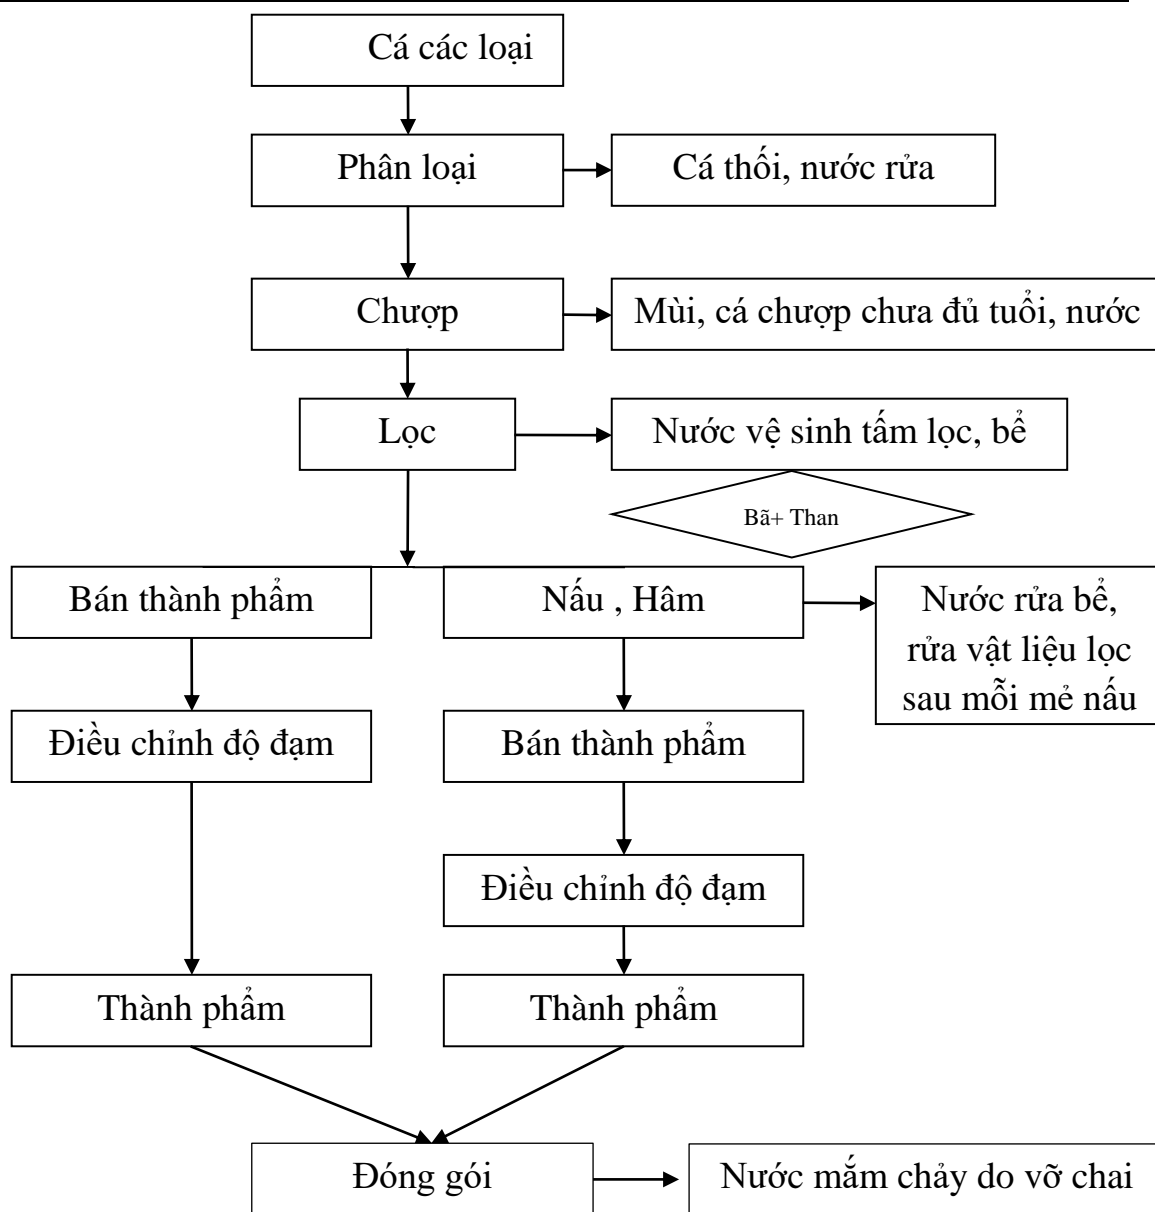 Cá các loại
Phân loại
Cá thối, nước rửa
Chượp
Mùi, cá chượp chưa đủ tuổi, nước
Lọc
Nước vệ sinh tấm lọc, bể
Bã+ Than
Bán thành phẩm
Nấu , Hâm
Nước rửa bể,
rửa vật liệu lọc
sau mỗi mẻ nấu
Điều chỉnh độ đạm
Bán thành phẩm
Điều chỉnh độ đạm
Thành phẩm
Thành phẩm
Đóng gói
Nước mắm chảy do vỡ chai